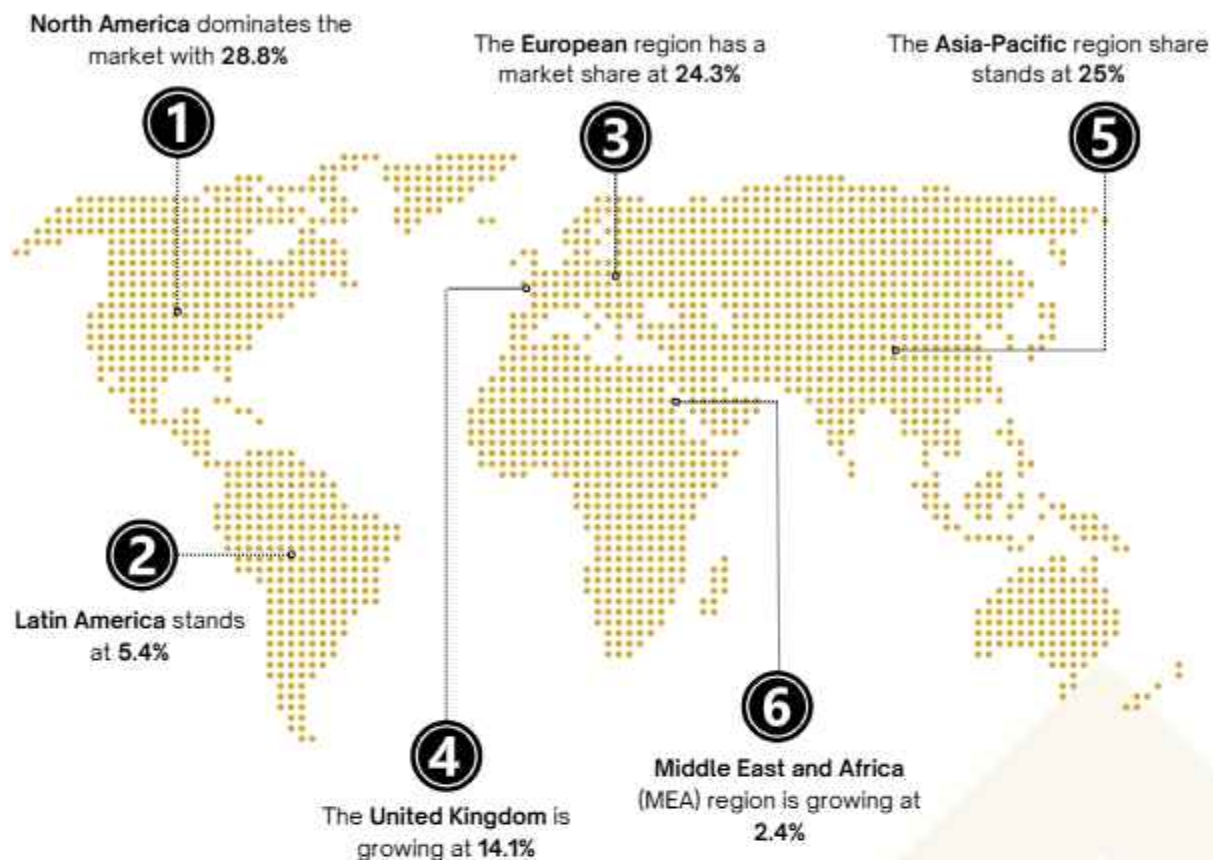 North America dominates the
market with 28.8%
1
The European region has a
market share at 24.3%
3
The Asia-Pacific region share
stands at 25%
5
2
Latin America stands
at 5.4%
4
The United Kingdom is
growing at 14.1%
6
Middle East and Africa
(MEA) region is growing at
2.4%